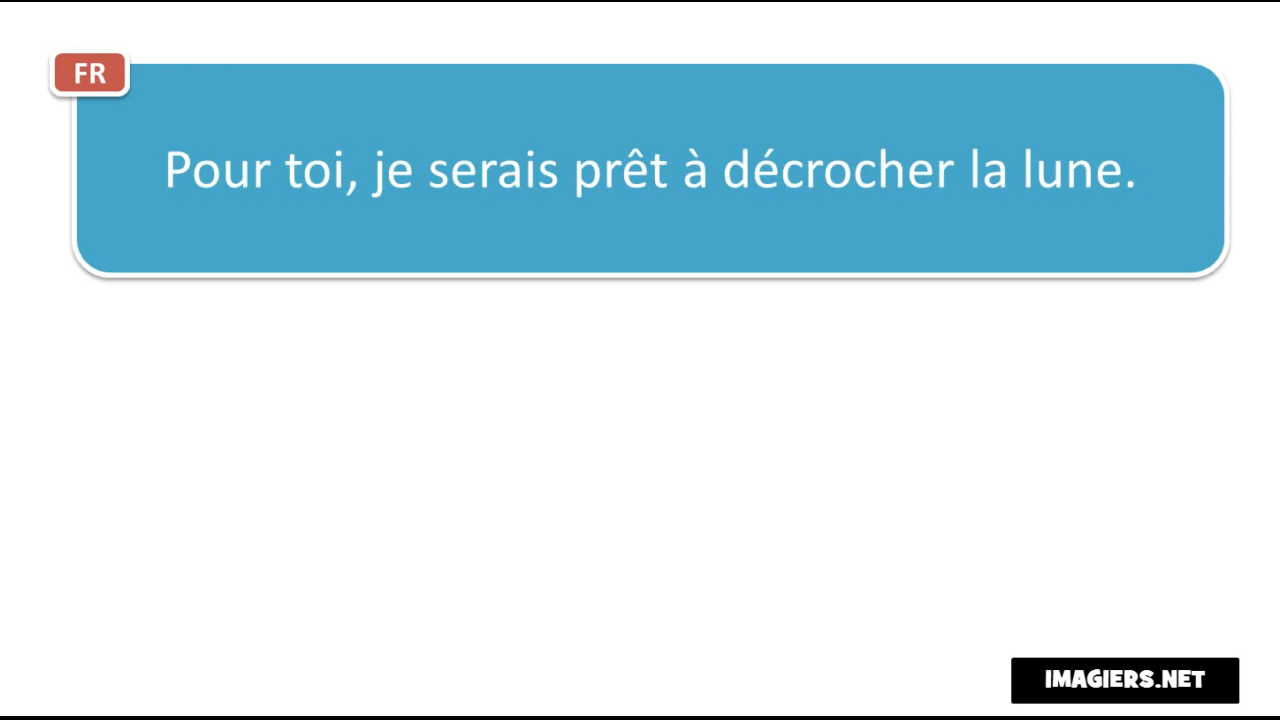 FR
Pour toi, je serais prêt à décrocher la lune.
IMAGIERS.NET